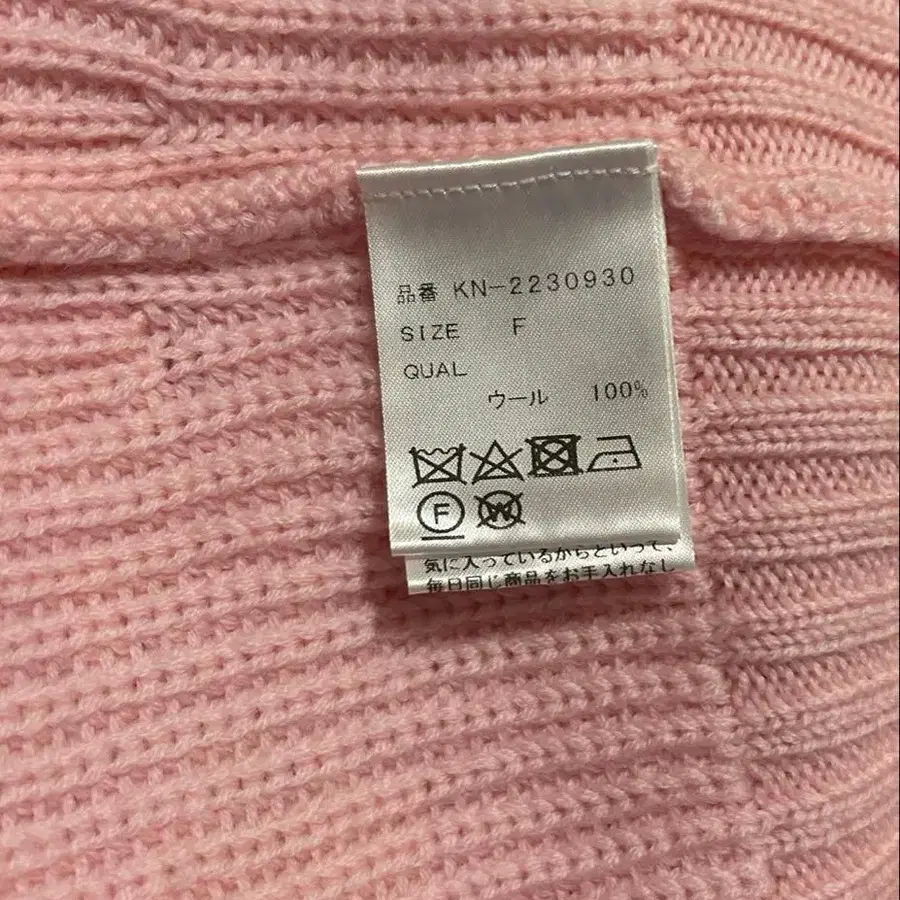 品番 KN-2230930
SIZE F
QUAL
ウール 100%
F W
気に入っているからといって、
毎日同じ商品をお手入れなし